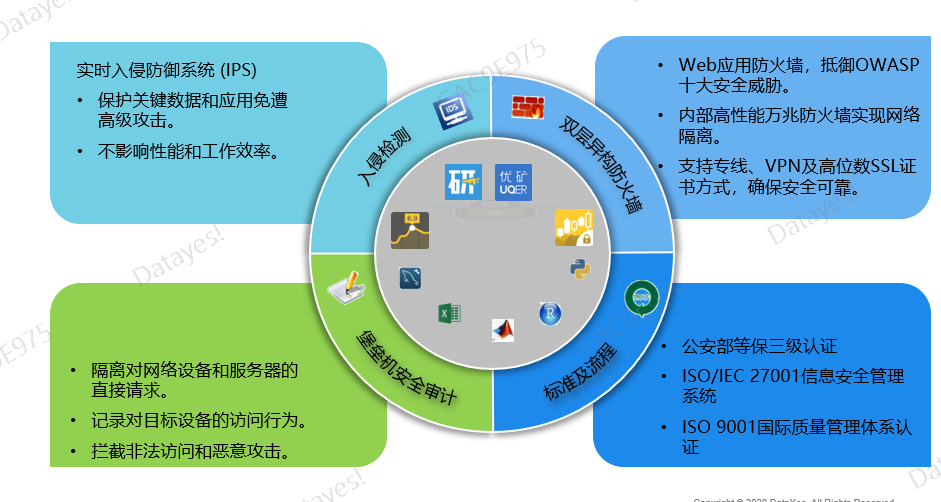 实时入侵防御系统 (IPS)
• 保护关键数据和应用免遭
高级攻击。
• 不影响性能和工作效率。
• Web应用防火墙，抵御OWASP
十大安全威胁。
• 内部高性能万兆防火墙实现网络
隔离。
• 支持专线、VPN及高位数SSL证
书方式，确保安全可靠。
入侵检测
IDS
双层异构防火墙
研
优矿
UQER
6.9
R
堡垒机安全审计
标准及流程
• 隔离对网络设备和服务器的
直接请求。
• 记录对目标设备的访问行为。
• 拦截非法访问和恶意攻击。
• 公安部等保三级认证
• ISO/IEC 27001信息安全管理
系统
• ISO 9001国际质量管理体系认
证
Datayes!
Datayes!
Datayes!